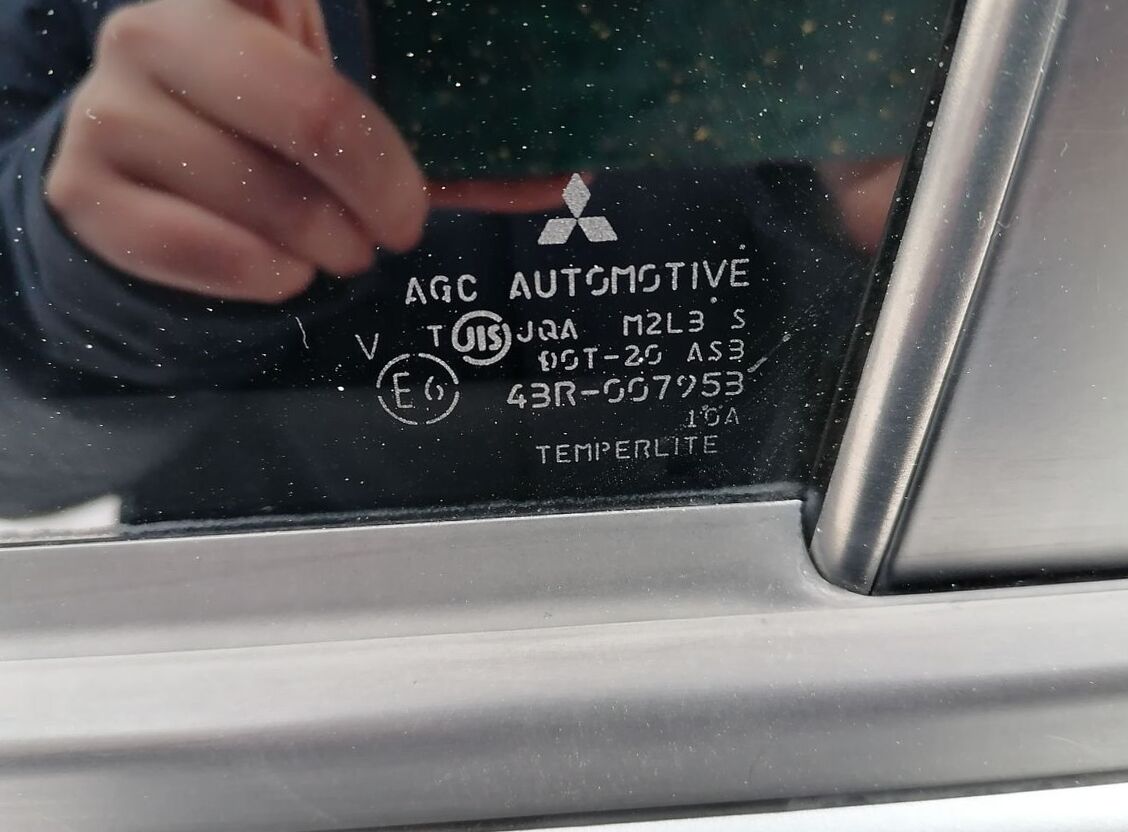 AGC AUTOMOTIVE
T JIS JQA M2L3 S
V DOT-20 AS3
E6 43R-007953
10A
TEMPERLITE